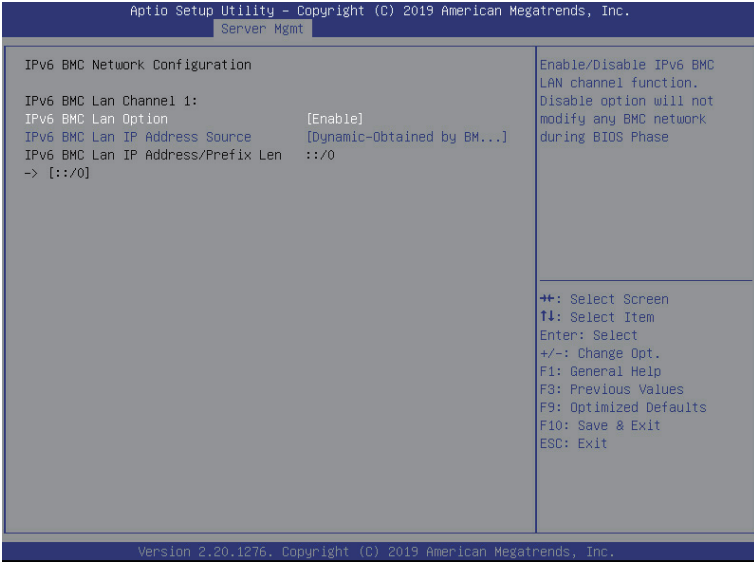 Aptio Setup Utility – Copyright (C) 2019 American Megatrends, Inc.
Server Mgmt
IPv6 BMC Network Configuration
IPv6 BMC Lan Channel 1:
IPv6 BMC Lan Option [Enable]
IPv6 BMC Lan IP Address Source [Dynamic-Obtained by BM...]
IPv6 BMC Lan IP Address/Prefix Len ::/0
-> [::/0]
Enable/Disable IPv6 BMC
LAN channel function.
Disable option will not
modify any BMC network
during BIOS Phase
→←: Select Screen
↑↓: Select Item
Enter: Select
+/-: Change Opt.
F1: General Help
F3: Previous Values
F9: Optimized Defaults
F10: Save & Exit
ESC: Exit
Version 2.20.1276. Copyright (C) 2019 American Megatrends, Inc.